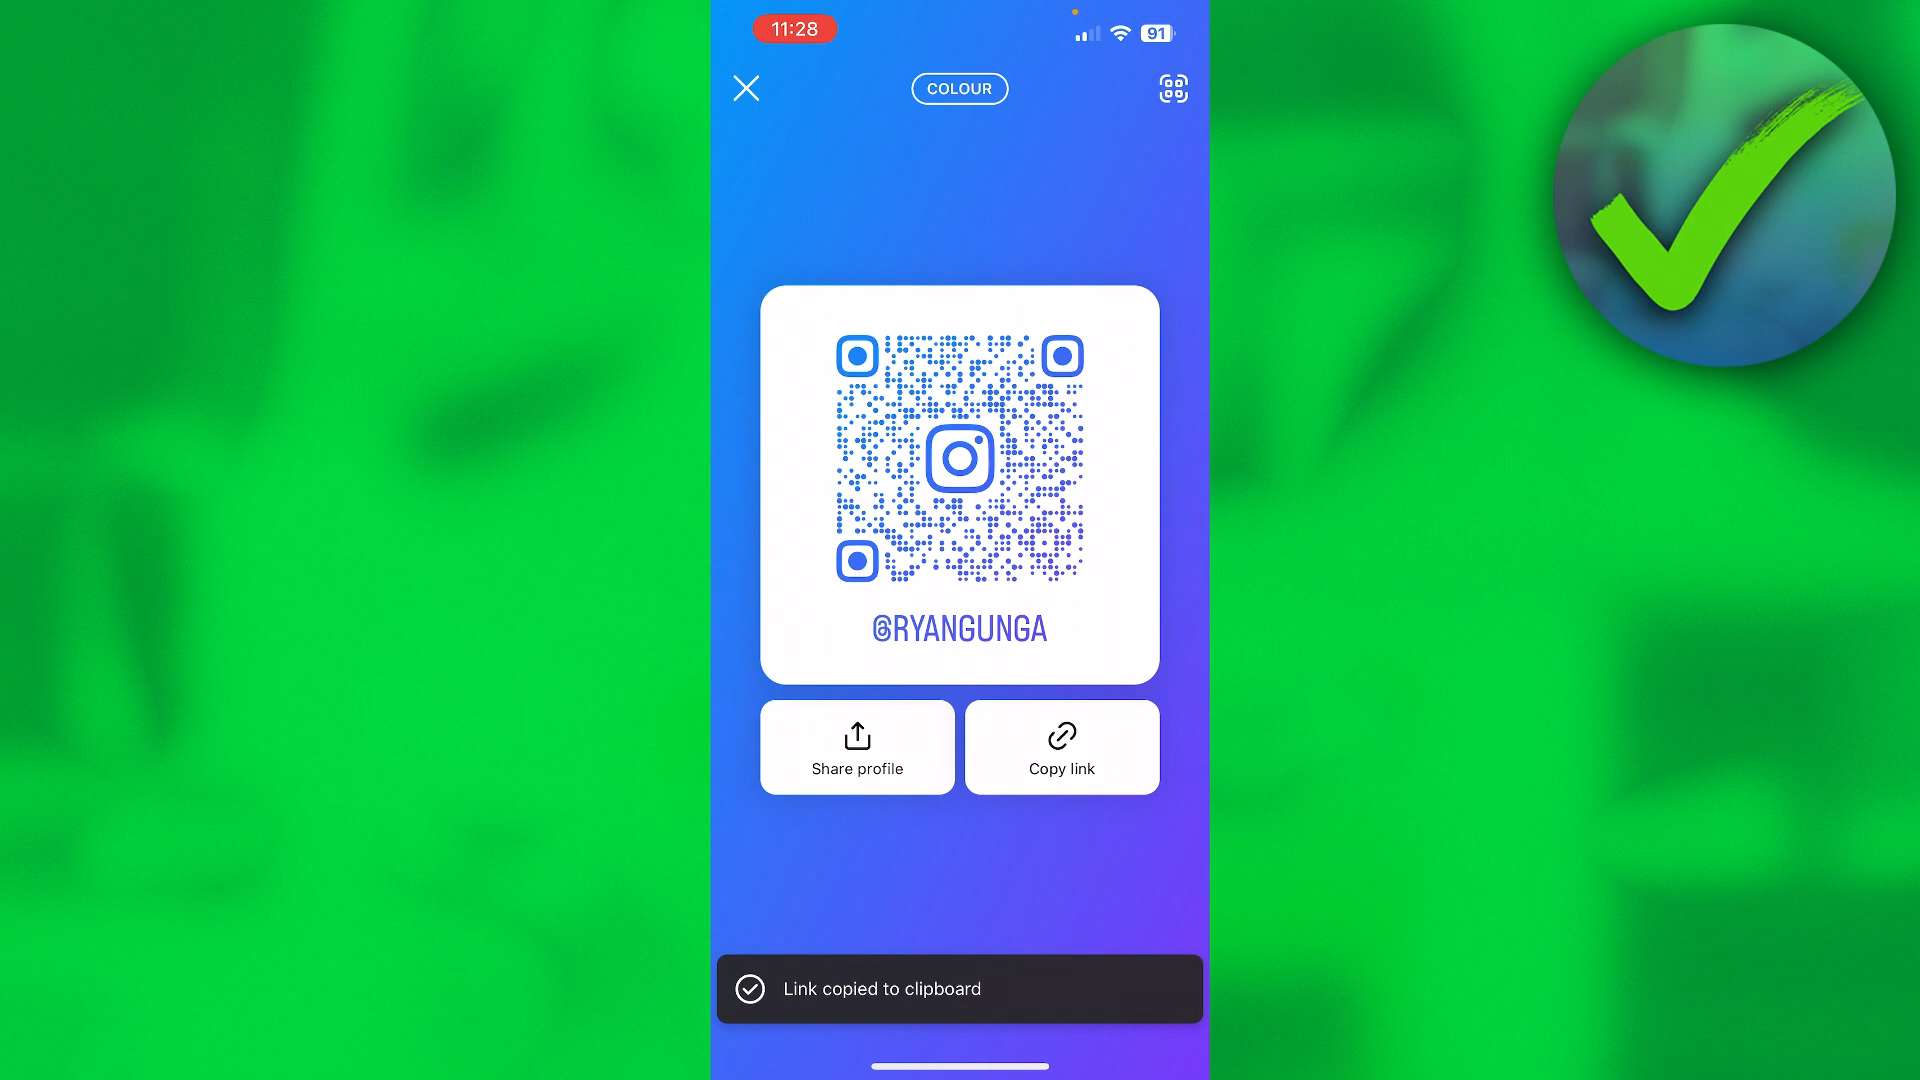 11:28
91
COLOUR
@RYANGUNGA
Share profile
Copy link
Link copied to clipboard